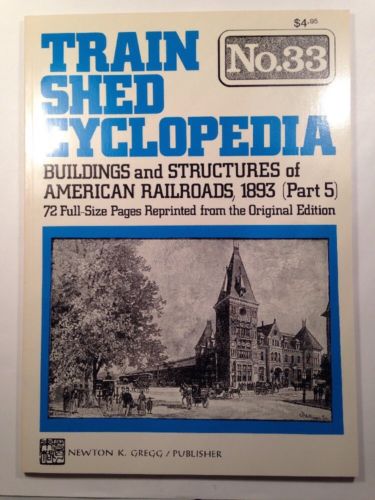 $4.95
TRAIN
No.33
SHED
CYCLOPEDIA
BUILDINGS and STRUCTURES of
AMERICAN RAILROADS, 1893 (Part 5)
72 Full-Size Pages Reprinted from the Original Edition
NEWTON K. GREGG / PUBLISHER